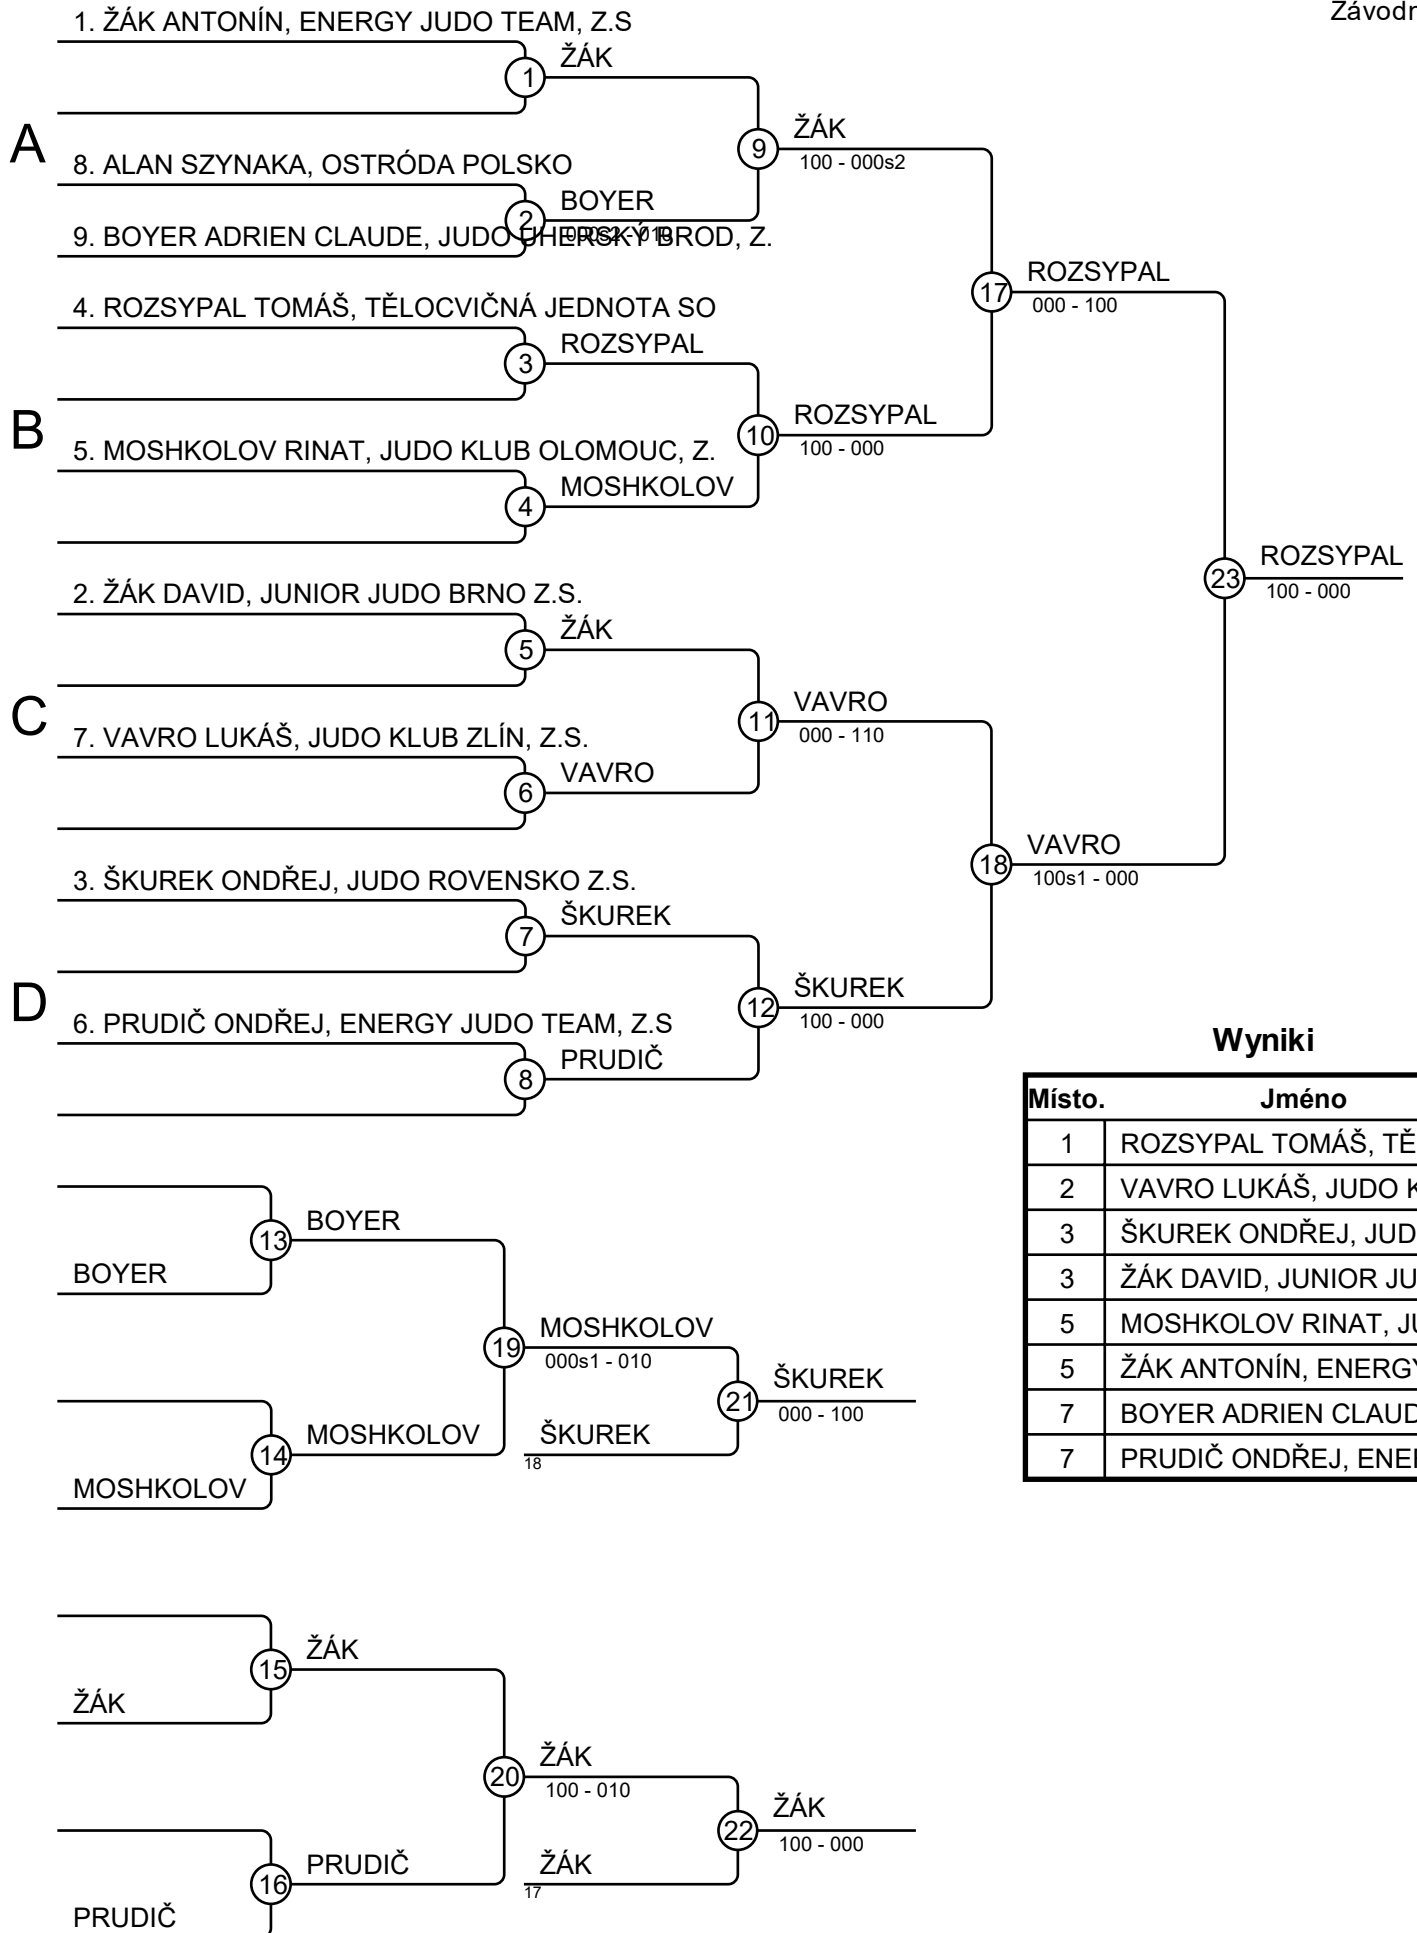 Závodn
1. ŽÁK ANTONÍN, ENERGY JUDO TEAM, Z.S
ŽÁK
1
A
ŽÁK
9
100 - 000s2
8. ALAN SZYNAKA, OSTRÓDA POLSKO
BOYER
2
9. BOYER ADRIEN CLAUDE, JUDO UHERSKÝ BROD, Z.
ROZSYPAL
17
000 - 100
4. ROZSYPAL TOMÁŠ, TĚLOCVIČNÁ JEDNOTA SO
ROZSYPAL
3
B
ROZSYPAL
10
100 - 000
5. MOSHKOLOV RINAT, JUDO KLUB OLOMOUC, Z.
MOSHKOLOV
4
ROZSYPAL
23
100 - 000
2. ŽÁK DAVID, JUNIOR JUDO BRNO Z.S.
ŽÁK
5
C
VAVRO
11
000 - 110
7. VAVRO LUKÁŠ, JUDO KLUB ZLÍN, Z.S.
VAVRO
6
VAVRO
18
100s1 - 000
3. ŠKUREK ONDŘEJ, JUDO ROVENSKO Z.S.
ŠKUREK
7
D
ŠKUREK
12
100 - 000
6. PRUDIČ ONDŘEJ, ENERGY JUDO TEAM, Z.S
PRUDIČ
8
Wyniki
Místo. Jméno
1 ROZSYPAL TOMÁŠ, TĚ
2 VAVRO LUKÁŠ, JUDO K
3 ŠKUREK ONDŘEJ, JUD
3 ŽÁK DAVID, JUNIOR JU
5 MOSHKOLOV RINAT, JU
5 ŽÁK ANTONÍN, ENERGY
7 BOYER ADRIEN CLAUD
7 PRUDIČ ONDŘEJ, ENE
BOYER
13
BOYER
MOSHKOLOV
19
000s1 - 010
ŠKUREK
21
000 - 100
MOSHKOLOV
14
ŠKUREK
18
MOSHKOLOV
ŽÁK
15
ŽÁK
ŽÁK
20
100 - 010
ŽÁK
22
100 - 000
PRUDIČ
16
ŽÁK
17
PRUDIČ